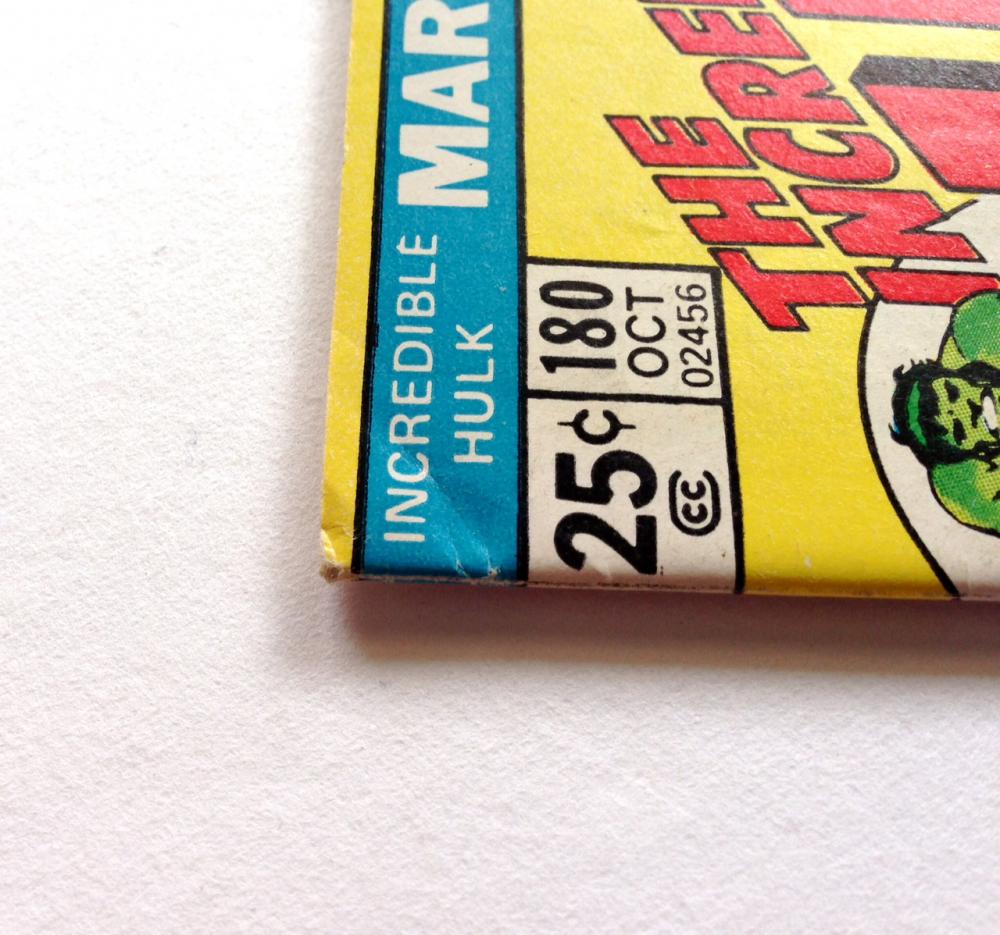 INCREDIBLE
HULK
MAR
25¢
CC
180
OCT
02456
THE
INCRE